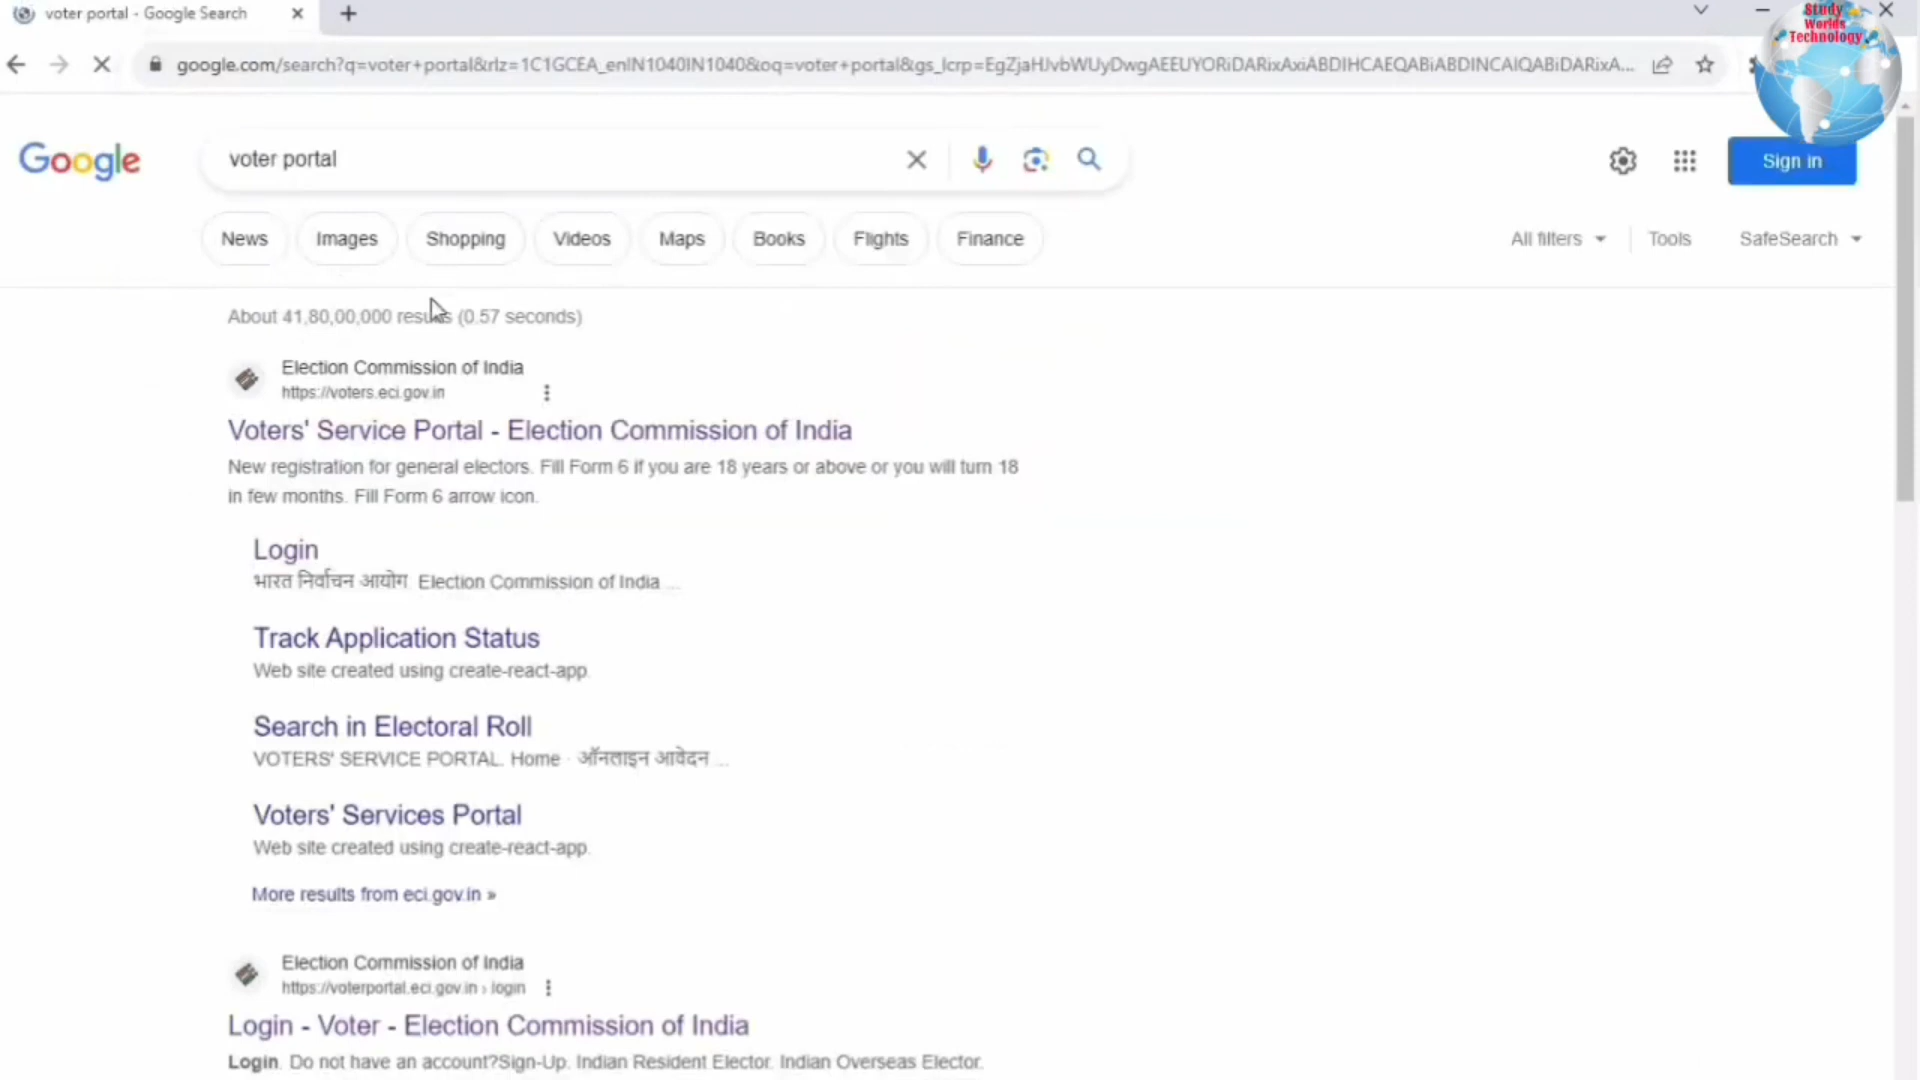 voter portal - Google Search
google.com/search?q=voter+portal&rlz=1C1GCEA_enIN1040IN1040&oq=voter+portal&gs_lcrp=EgZjaHJvbWUyDwgAEEUYORiDARixAxiABDIHCAEQABiABDINCAIQABiDARixA...
Study
Worlds
Technology
Google
voter portal
Sign in
News
Images
Shopping
Videos
Maps
Books
Flights
Finance
All filters
Tools
SafeSearch
About 41,80,00,000 results (0.57 seconds)
Election Commission of India
https://voters.eci.gov.in
Voters' Service Portal - Election Commission of India
New registration for general electors. Fill Form 6 if you are 18 years or above or you will turn 18
in few months. Fill Form 6 arrow icon.
Login
भारत निर्वाचन आयोग. Election Commission of India ...
Track Application Status
Web site created using create-react-app.
Search in Electoral Roll
VOTERS' SERVICE PORTAL. Home · ऑनलाइन आवेदन ...
Voters' Services Portal
Web site created using create-react-app.
More results from eci.gov.in »
Election Commission of India
https://voterportal.eci.gov.in › login
Login - Voter - Election Commission of India
Login. Do not have an account?Sign-Up. Indian Resident Elector. Indian Overseas Elector.